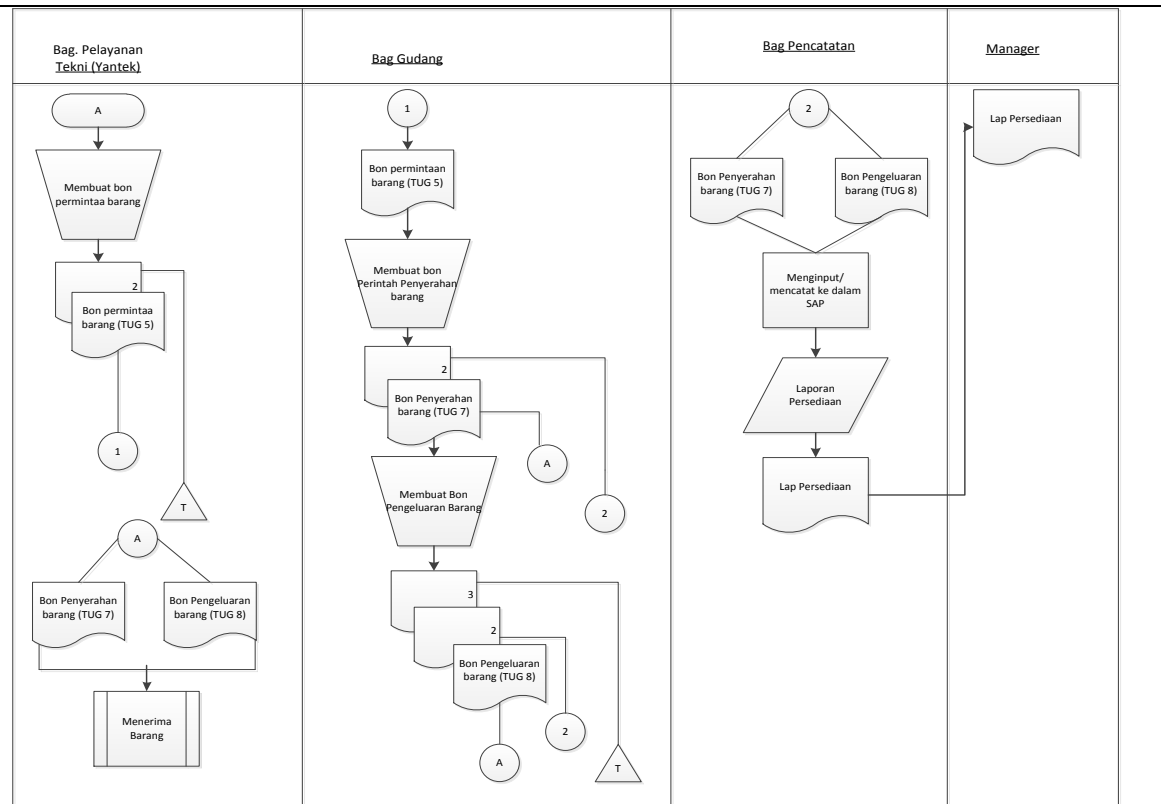 Bag. Pelayanan
Tekni (Yantek)
A
Membuat bon
permintaa barang
2
Bon permintaa
barang (TUG 5)
1
T
A
Bon Penyerahan
barang (TUG 7)
Bon Pengeluaran
barang (TUG 8)
Menerima
Barang
Bag Gudang
1
Bon permintaan
barang (TUG 5)
Membuat bon
Perintah Penyerahan
barang
2
Bon Penyerahan
barang (TUG 7)
A
2
Membuat Bon
Pengeluaran Barang
3
2
Bon Pengeluaran
barang (TUG 8)
A
2
T
Bag Pencatatan
2
Bon Penyerahan
barang (TUG 7)
Bon Pengeluaran
barang (TUG 8)
Menginput/
mencatat ke dalam
SAP
Laporan
Persediaan
Lap Persediaan
Manager
Lap Persediaan